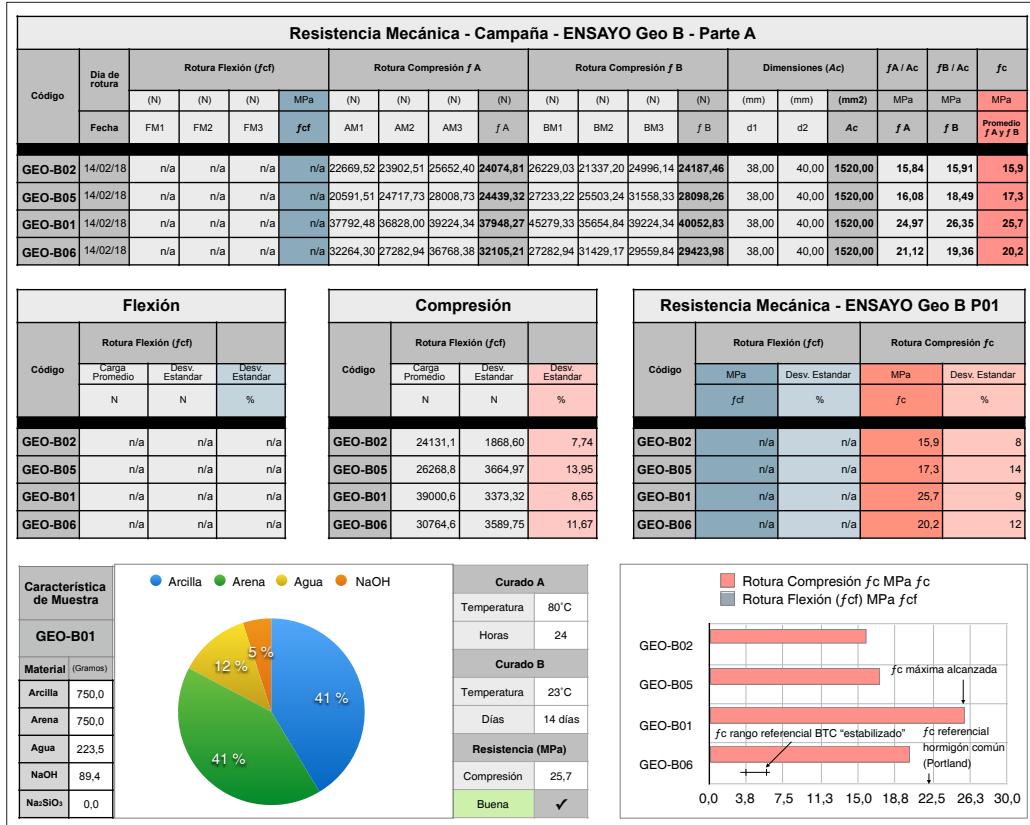 Resistencia Mecánica - Campaña - ENSAYO Geo B - Parte A
Código Dia de rotura Rotura Flexión (ƒcf) Rotura Compresión ƒ A Rotura Compresión ƒ B Dimensiones (Ac) ƒA / Ac ƒB / Ac ƒc
(N) (N) (N) MPa (N) (N) (N) (N) (N) (N) (N) (N) (mm) (mm) (mm2) MPa MPa MPa
Fecha FM1 FM2 FM3 ƒcf AM1 AM2 AM3 ƒ A BM1 BM2 BM3 ƒ B d1 d2 Ac ƒ A ƒ B Promedio ƒ A y ƒ B
GEO-B02 14/02/18 n/a n/a n/a n/a 22669,52 23902,51 25652,40 24074,81 26229,03 21337,20 24996,14 24187,46 38,00 40,00 1520,00 15,84 15,91 15,9
GEO-B05 14/02/18 n/a n/a n/a n/a 20591,51 24717,73 28008,73 24439,32 27233,22 25503,24 31558,33 28098,26 38,00 40,00 1520,00 16,08 18,49 17,3
GEO-B01 14/02/18 n/a n/a n/a n/a 37792,48 36828,00 39224,34 37948,27 45279,33 35654,84 39224,34 40052,83 38,00 40,00 1520,00 24,97 26,35 25,7
GEO-B06 14/02/18 n/a n/a n/a n/a 32264,30 27282,94 36768,38 32105,21 27282,94 31429,17 29559,84 29423,98 38,00 40,00 1520,00 21,12 19,36 20,2
Flexión
Código Rotura Flexión (ƒcf)
Carga Promedio Desv. Estandar Desv. Estandar
N N %
GEO-B02 n/a n/a n/a
GEO-B05 n/a n/a n/a
GEO-B01 n/a n/a n/a
GEO-B06 n/a n/a n/a
Compresión
Código Rotura Flexión (ƒcf)
Carga Promedio Desv. Estandar Desv. Estandar
N N %
GEO-B02 24131,1 1868,60 7,74
GEO-B05 26268,8 3664,97 13,95
GEO-B01 39000,6 3373,32 8,65
GEO-B06 30764,6 3589,75 11,67
Resistencia Mecánica - ENSAYO Geo B P01
Código Rotura Flexión (ƒcf) Rotura Compresión ƒc
MPa Desv. Estandar MPa Desv. Estandar
ƒcf % ƒc %
GEO-B02 n/a n/a 15,9 8
GEO-B05 n/a n/a 17,3 14
GEO-B01 n/a n/a 25,7 9
GEO-B06 n/a n/a 20,2 12
Característica de Muestra
GEO-B01
Material (Gramos)
Arcilla 750,0
Arena 750,0
Agua 223,5
NaOH 89,4
Na₂SiO₃ 0,0
Arcilla Arena Agua NaOH
5 %
12 %
41 %
41 %
Curado A
Temperatura 80˚C
Horas 24
Curado B
Temperatura 23˚C
Días 14 días
Resistencia (MPa)
Compresión 25,7
Buena ✓
Rotura Compresión ƒc MPa ƒc
Rotura Flexión (ƒcf) MPa ƒcf
GEO-B02
GEO-B05
ƒc máxima alcanzada
GEO-B01
ƒc rango referencial BTC “estabilizado”
ƒc referencial
hormigón común
(Portland)
GEO-B06
0,0 3,8 7,5 11,3 15,0 18,8 22,5 26,3 30,0